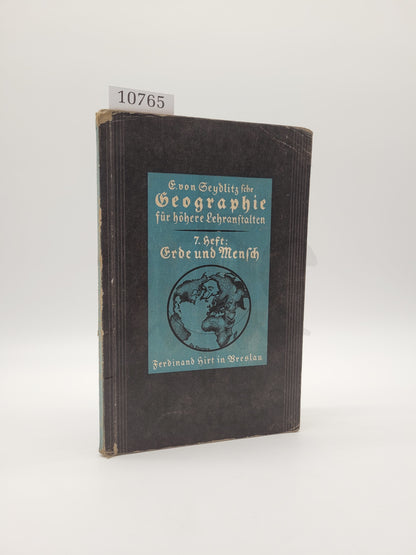 10765
E. von Seydlitz sche
Geographie
für höhere Lehranstalten
7. Heft:
Erde und Mensch
Ferdinand Hirt in Breslau